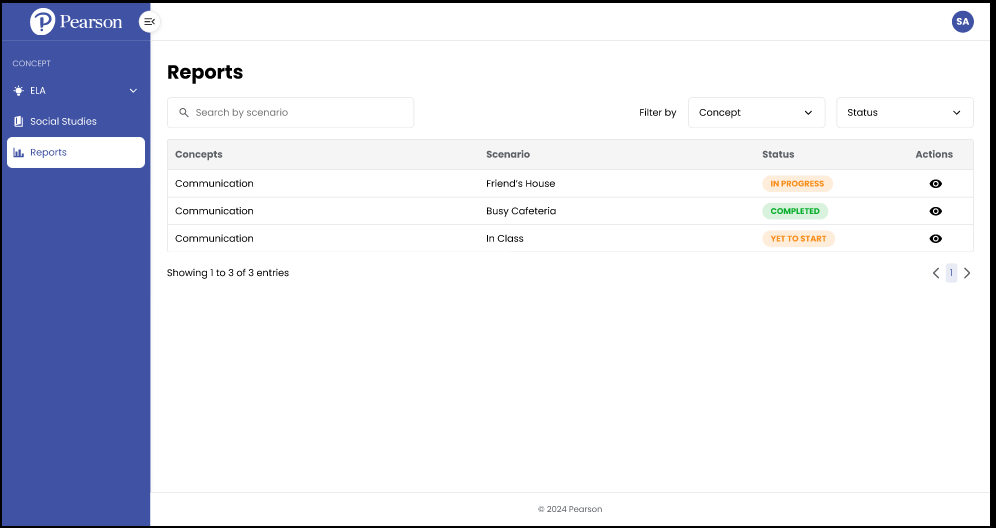 Pearson
SA
CONCEPT
ELA
Social Studies
Reports
Reports
Search by scenario
Filter by
Concept
Status
Concepts Scenario Status Actions
Communication Friend's House IN PROGRESS
Communication Busy Cafeteria COMPLETED
Communication In Class YET TO START
Showing 1 to 3 of 3 entries
1
© 2024 Pearson